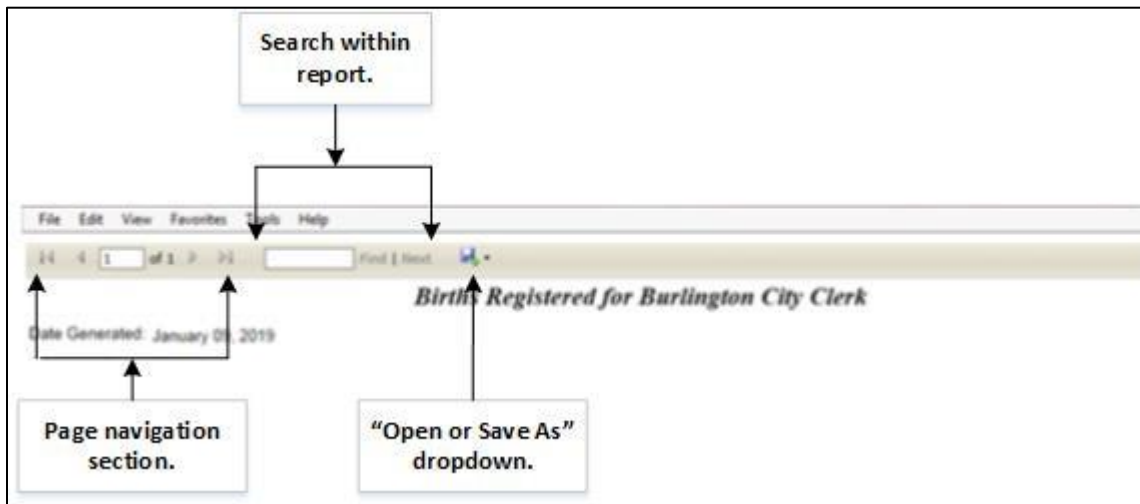 Search within
report.
File Edit View Favorites Tools Help
1 of 1 Find | Next
Births Registered for Burlington City Clerk
Date Generated: January 09, 2019
Page navigation
section.
“Open or Save As”
dropdown.